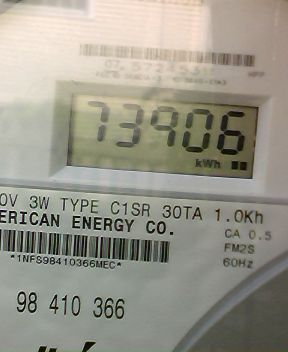 73906
kWh
0V 3W TYPE C1SR 30TA 1.0Kh
ERICAN ENERGY CO.
CA 0.5
FM2S
*1NFS98410366MEC*
60Hz
98 410 366